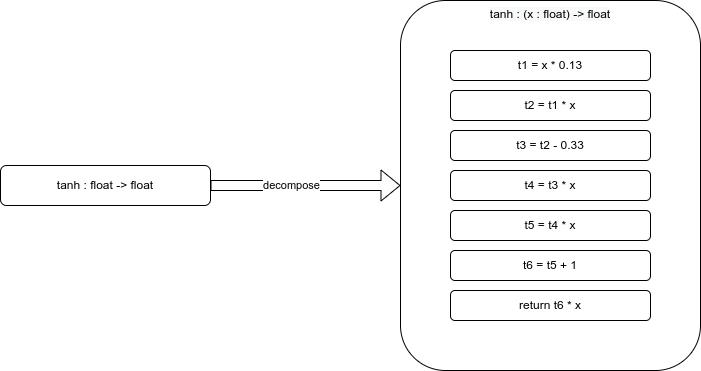 tanh : (x : float) -> float
t1 = x * 0.13
t2 = t1 * x
t3 = t2 - 0.33
t4 = t3 * x
tanh : float -> float
decompose
t5 = t4 * x
t6 = t5 + 1
return t6 * x